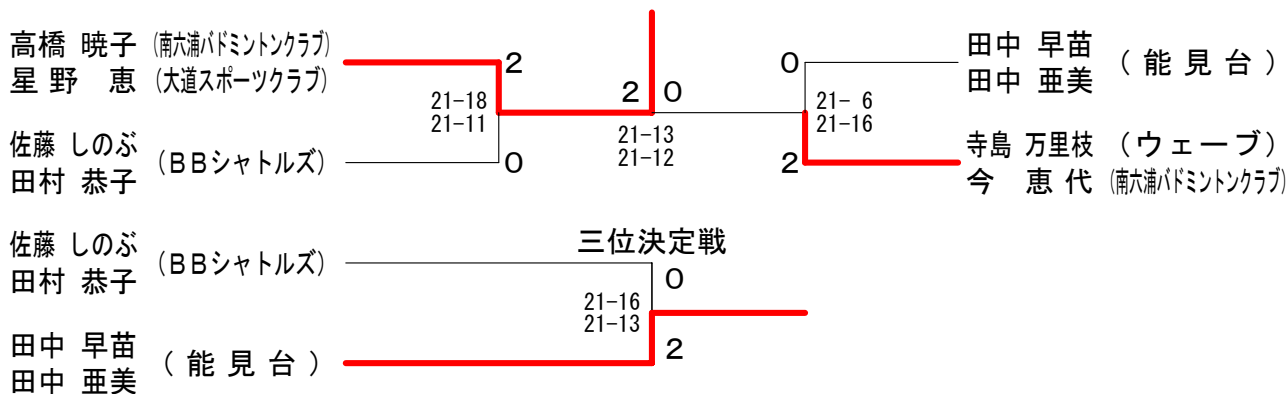 高橋 暁子 (南六浦バドミントンクラブ)
星野 恵 (大道スポーツクラブ)
2
21-18
21-11
0
佐藤 しのぶ
田村 恭子
(BBシャトルズ)
2 0
21-13
21-12
0
21- 6
21-16
2
田中 早苗
田中 亜美
(能見台)
寺島 万里枝 (ウェーブ)
今 恵代 (南六浦バドミントンクラブ)
三位決定戦
佐藤 しのぶ
田村 恭子
(BBシャトルズ)
0
21-16
21-13
2
田中 早苗
田中 亜美
(能見台)